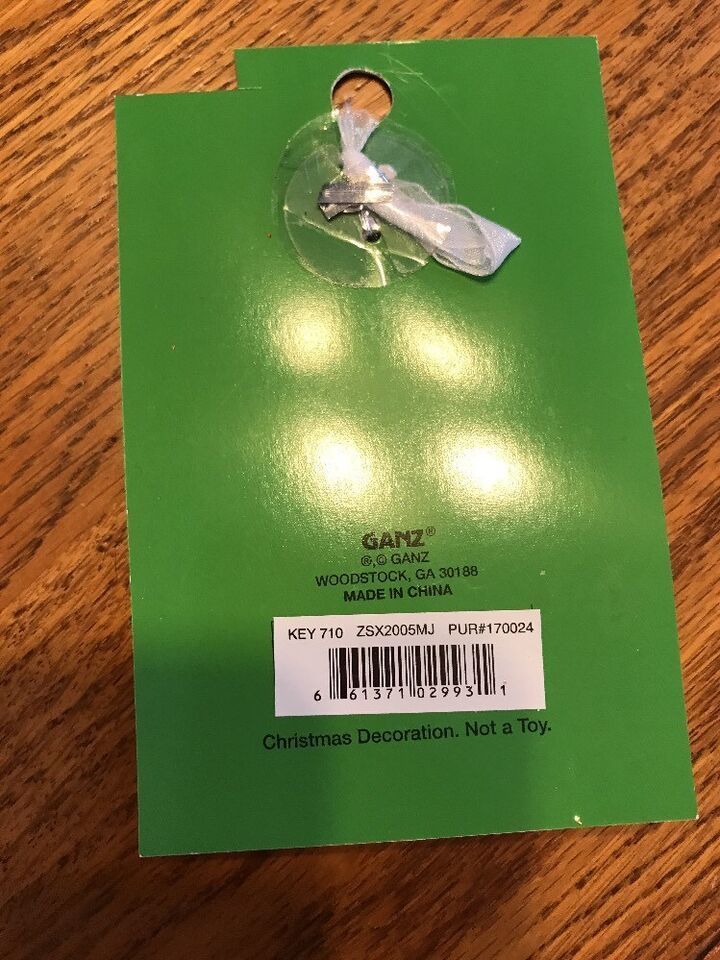 GANZ®
®,© GANZ
WOODSTOCK, GA 30188
MADE IN CHINA
KEY 710 ZSX2005MJ PUR#170024
6 61371 02993 1
Christmas Decoration. Not a Toy.